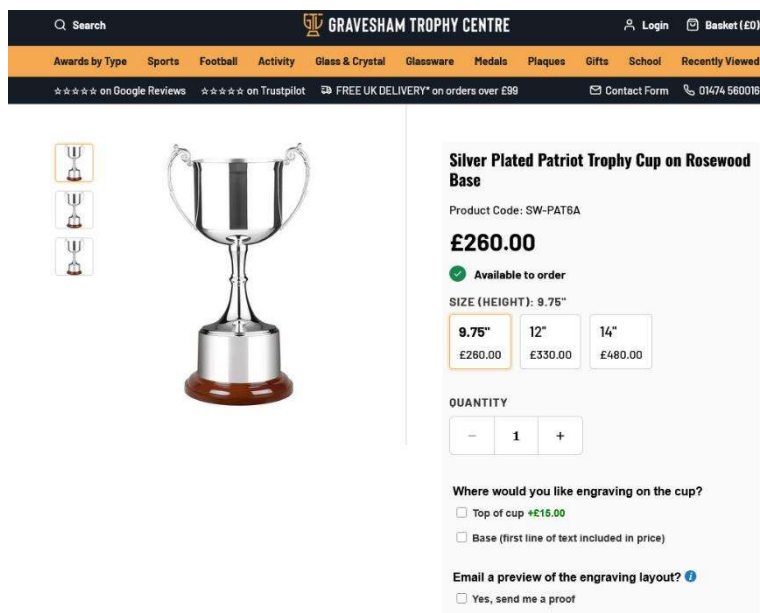 Search
GRAVESHAM TROPHY CENTRE
Login
Basket (£0)
Awards by Type Sports Football Activity Glass & Crystal Glassware Medals Plaques Gifts School Recently Viewed
☆☆☆☆☆ on Google Reviews ☆☆☆☆☆ on Trustpilot FREE UK DELIVERY* on orders over £99 Contact Form 01474 560016
Silver Plated Patriot Trophy Cup on Rosewood
Base
Product Code: SW-PAT6A
£260.00
Available to order
SIZE (HEIGHT): 9.75"
9.75" 12" 14"
£260.00 £330.00 £480.00
QUANTITY
− 1 +
Where would you like engraving on the cup?
Top of cup +£15.00
Base (first line of text included in price)
Email a preview of the engraving layout? i
Yes, send me a proof